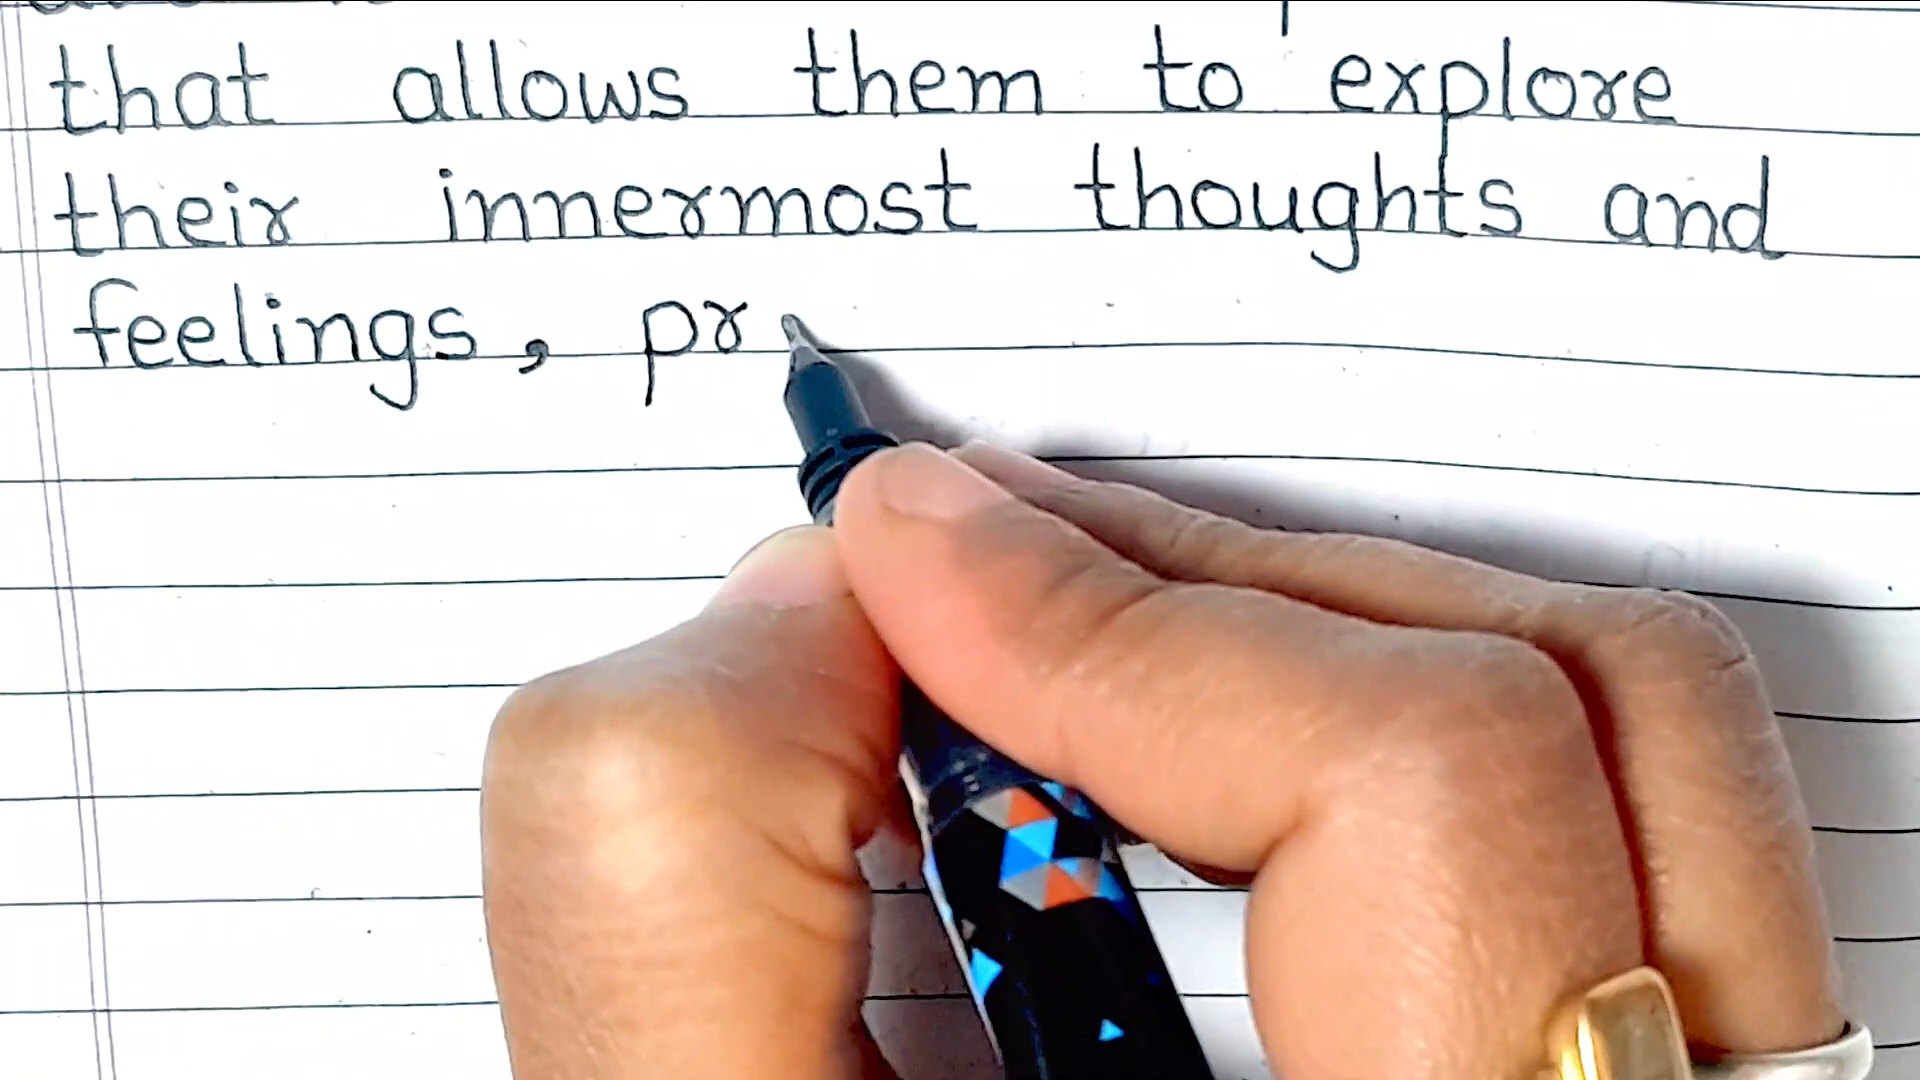 that allows them to explore
their innermost thoughts and
feelings, pr